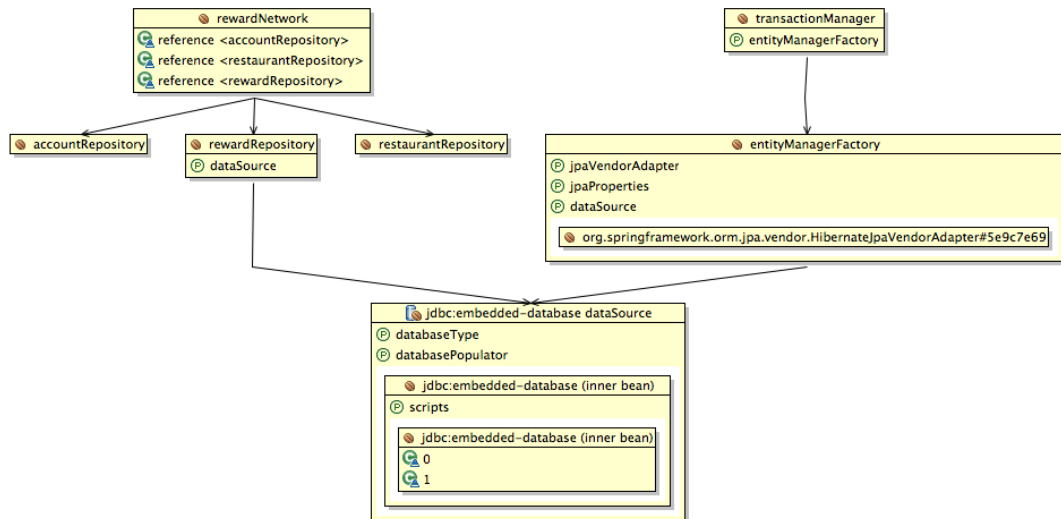 rewardNetwork
reference <accountRepository>
reference <restaurantRepository>
reference <rewardRepository>
transactionManager
P entityManagerFactory
accountRepository
rewardRepository
P dataSource
restaurantRepository
entityManagerFactory
P jpaVendorAdapter
P jpaProperties
P dataSource
org.springframework.orm.jpa.vendor.HibernateJpaVendorAdapter#5e9c7e69
jdbc:embedded-database dataSource
P databaseType
P databasePopulator
jdbc:embedded-database (inner bean)
P scripts
jdbc:embedded-database (inner bean)
0
1